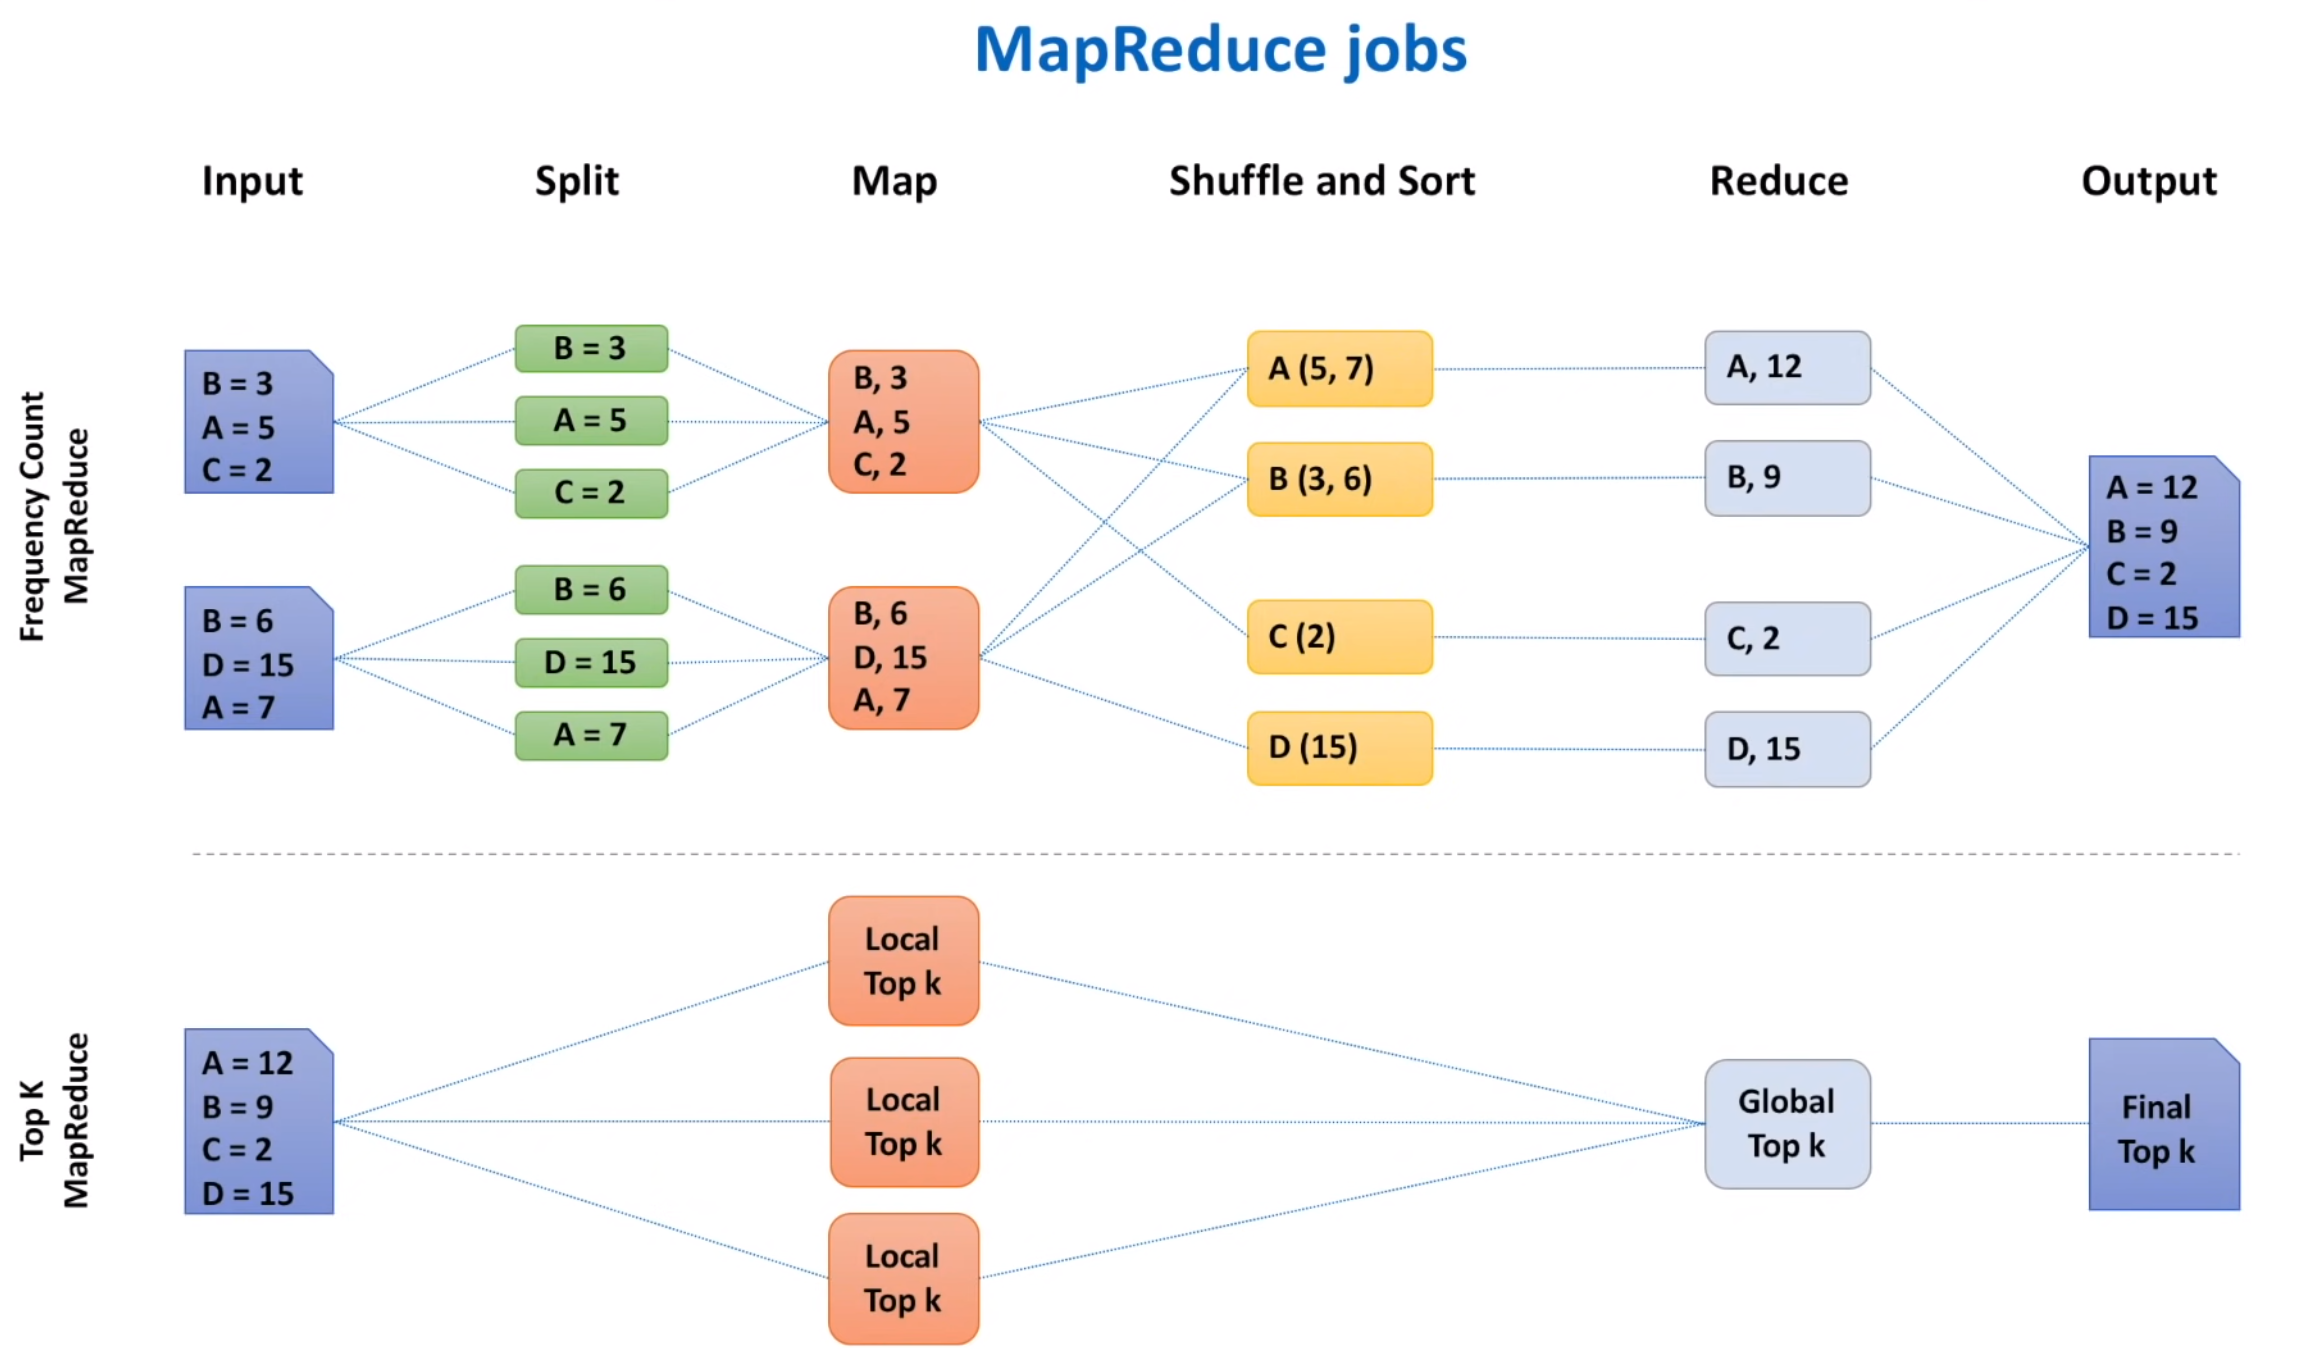 MapReduce jobs
Input
Split
Map
Shuffle and Sort
Reduce
Output
Frequency Count
MapReduce
B = 3
A = 5
C = 2
B = 3
A = 5
C = 2
B, 3
A, 5
C, 2
B = 6
D = 15
A = 7
B = 6
D = 15
A = 7
B, 6
D, 15
A, 7
A (5, 7)
B (3, 6)
C (2)
D (15)
A, 12
B, 9
C, 2
D, 15
A = 12
B = 9
C = 2
D = 15
Top K
MapReduce
A = 12
B = 9
C = 2
D = 15
Local
Top k
Local
Top k
Local
Top k
Global
Top k
Final
Top k